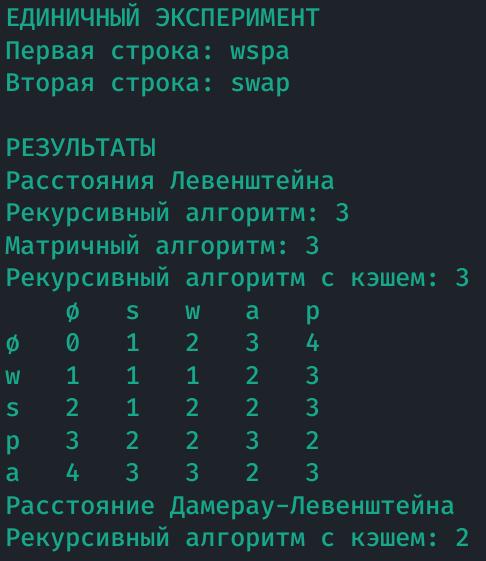 ЕДИНИЧНЫЙ ЭКСПЕРИМЕНТ
Первая строка: wspa
Вторая строка: swap
РЕЗУЛЬТАТЫ
Расстояния Левенштейна
Рекурсивный алгоритм: 3
Матричный алгоритм: 3
Рекурсивный алгоритм с кэшем: 3
ø s w a p
ø 0 1 2 3 4
w 1 1 1 2 3
s 2 1 2 2 3
p 3 2 2 3 2
a 4 3 3 2 3
Расстояние Дамерау-Левенштейна
Рекурсивный алгоритм с кэшем: 2